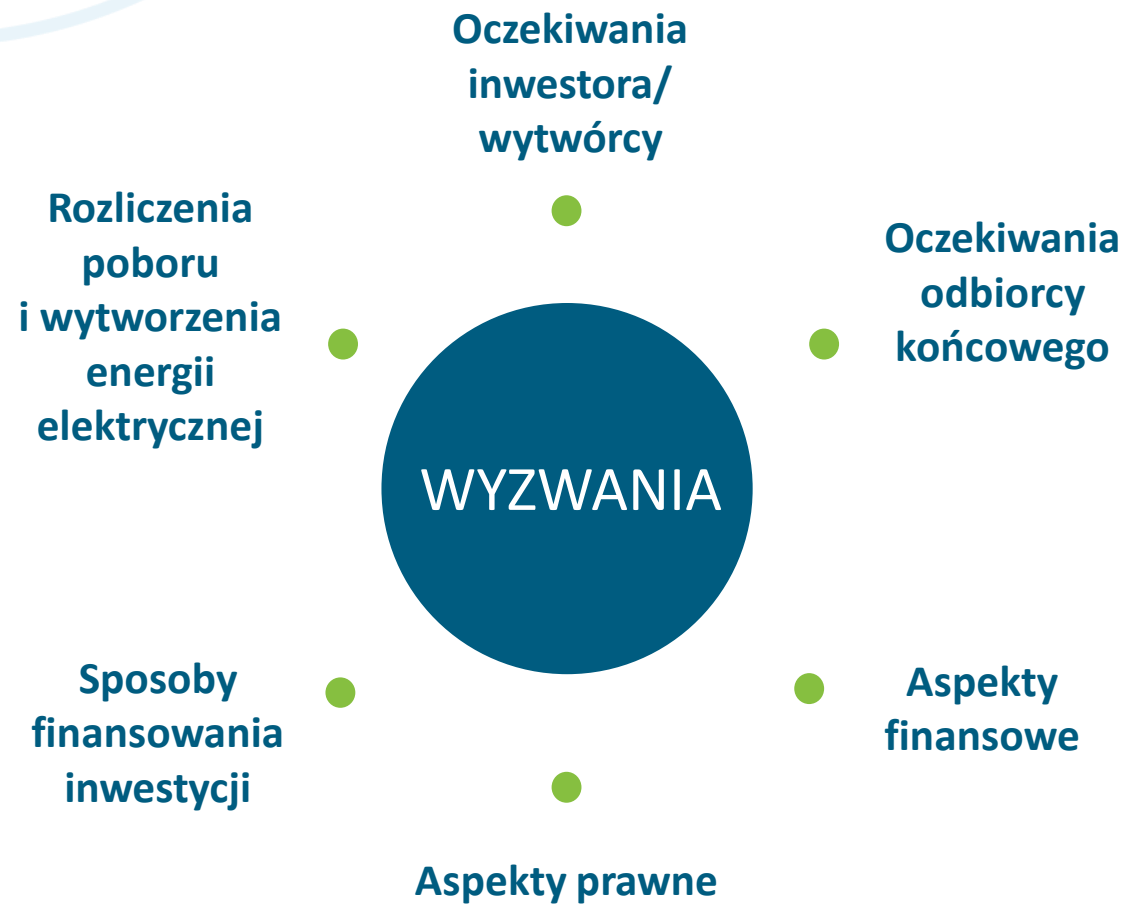 Oczekiwania
inwestora/
wytwórcy
Oczekiwania
odbiorcy
końcowego
Aspekty
finansowe
Aspekty prawne
Sposoby
finansowania
inwestycji
Rozliczenia
poboru
i wytworzenia
energii
elektrycznej
WYZWANIA